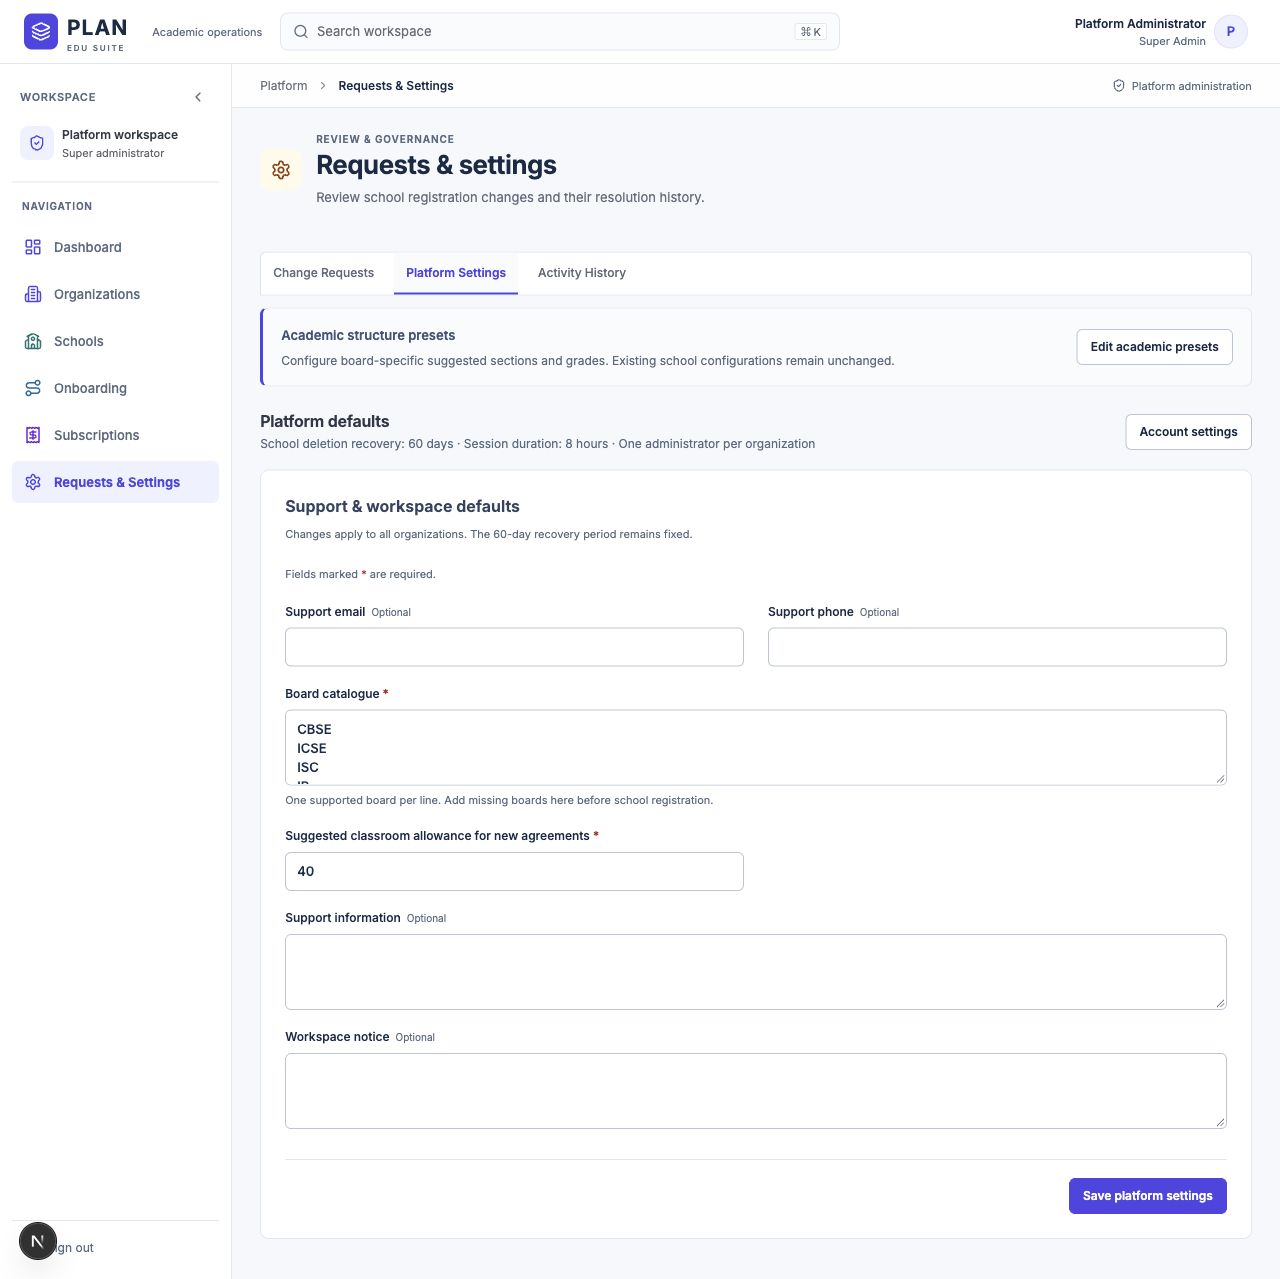 PLAN
EDU SUITE
Academic operations
Search workspace
⌘ K
Platform Administrator
Super Admin
P
WORKSPACE
Platform workspace
Super administrator
NAVIGATION
Dashboard
Organizations
Schools
Onboarding
Subscriptions
Requests & Settings
Platform > Requests & Settings
Platform administration
REVIEW & GOVERNANCE
Requests & settings
Review school registration changes and their resolution history.
Change Requests
Platform Settings
Activity History
Academic structure presets
Configure board-specific suggested sections and grades. Existing school configurations remain unchanged.
Edit academic presets
Platform defaults
School deletion recovery: 60 days · Session duration: 8 hours · One administrator per organization
Account settings
Support & workspace defaults
Changes apply to all organizations. The 60-day recovery period remains fixed.
Fields marked * are required.
Support email Optional
Support phone Optional
Board catalogue *
CBSE
ICSE
ISC
One supported board per line. Add missing boards here before school registration.
Suggested classroom allowance for new agreements *
40
Support information Optional
Workspace notice Optional
Save platform settings
N
ign out